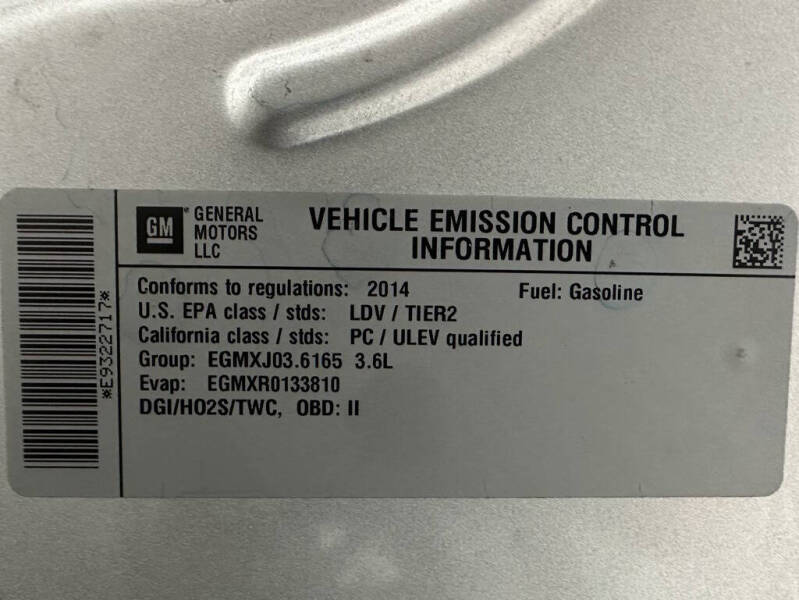 GM
GENERAL
MOTORS
LLC
VEHICLE EMISSION CONTROL
INFORMATION
Conforms to regulations: 2014 Fuel: Gasoline
U.S. EPA class / stds: LDV / TIER2
California class / stds: PC / ULEV qualified
Group: EGMXJ03.6165 3.6L
Evap: EGMXR0133810
DGI/HO2S/TWC, OBD: II
*E9322717*